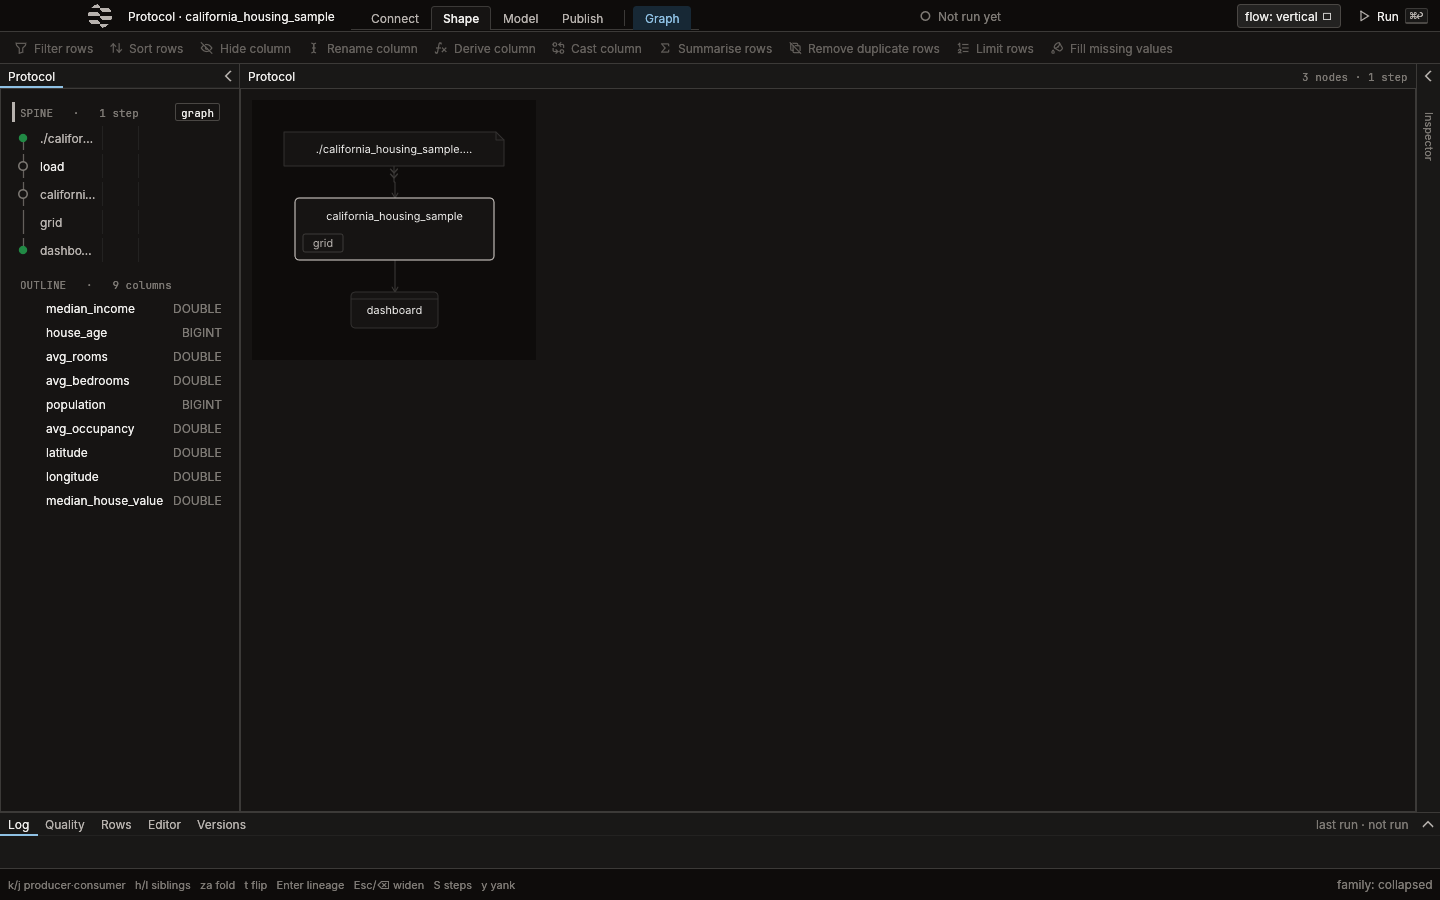 Protocol · california_housing_sample
Connect
Shape
Model
Publish
Graph
Not run yet
flow: vertical
Run
Filter rows
Sort rows
Hide column
Rename column
Derive column
Cast column
Summarise rows
Remove duplicate rows
Limit rows
Fill missing values
Protocol
Protocol
3 nodes · 1 step
SPINE · 1 step
graph
./califor...
load
californi...
grid
dashbo...
OUTLINE · 9 columns
median_income DOUBLE
house_age BIGINT
avg_rooms DOUBLE
avg_bedrooms DOUBLE
population BIGINT
avg_occupancy DOUBLE
latitude DOUBLE
longitude DOUBLE
median_house_value DOUBLE
./california_housing_sample....
california_housing_sample
grid
dashboard
Inspector
Log
Quality
Rows
Editor
Versions
last run · not run
k/j producer·consumer h/l siblings za fold t flip Enter lineage Esc/⌫ widen S steps y yank
family: collapsed